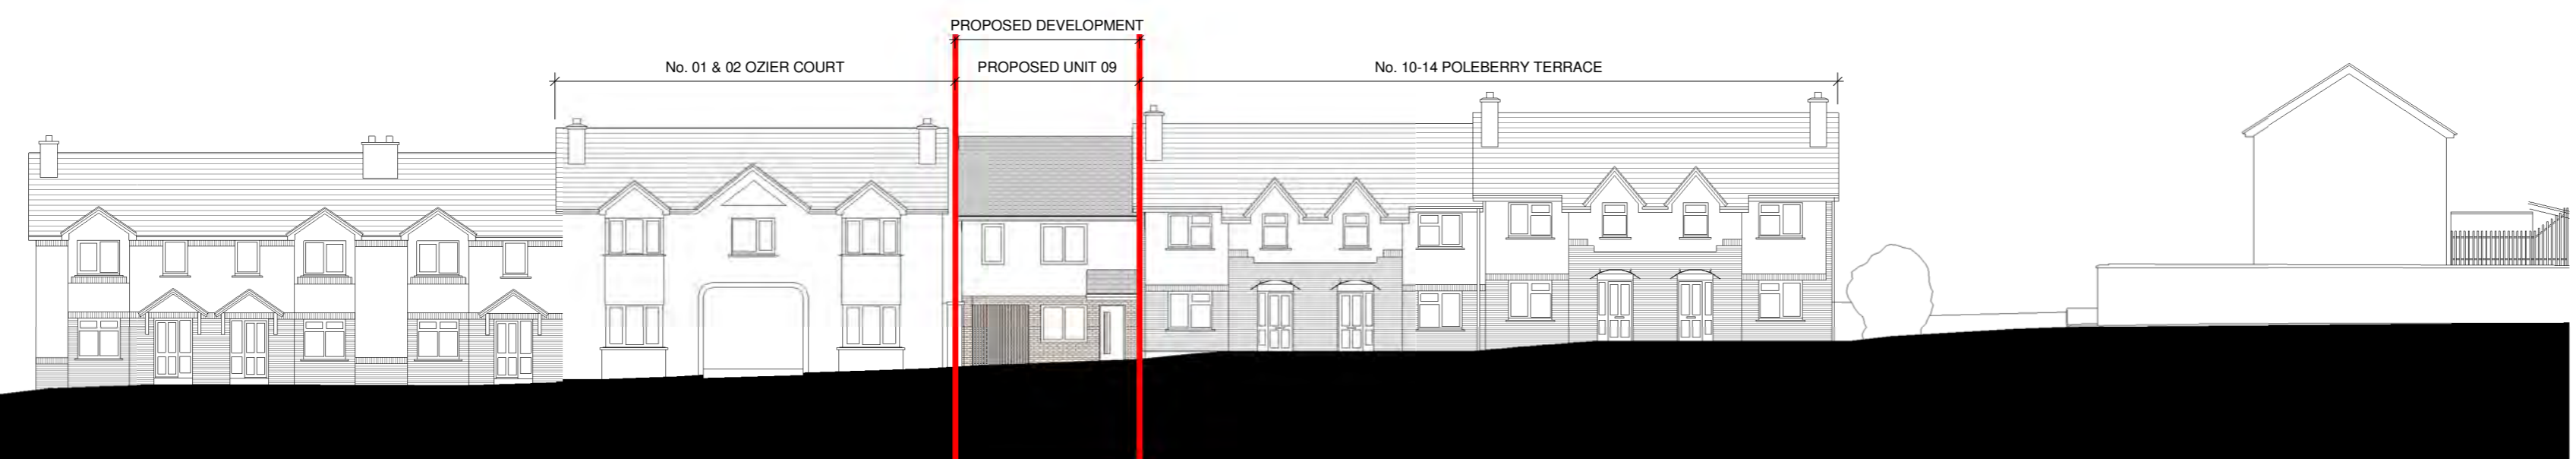 PROPOSED DEVELOPMENT
No. 01 & 02 OZIER COURT
PROPOSED UNIT 09
No. 10-14 POLEBERRY TERRACE